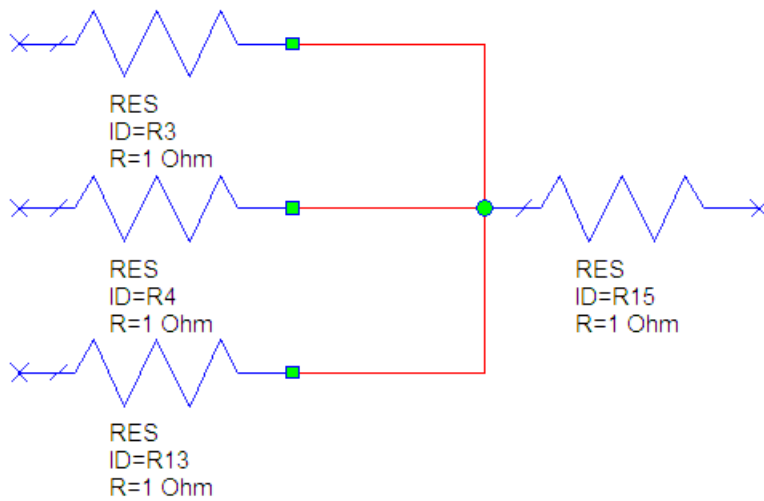 RES
ID=R3
R=1 Ohm
RES
ID=R4
R=1 Ohm
RES
ID=R15
R=1 Ohm
RES
ID=R13
R=1 Ohm